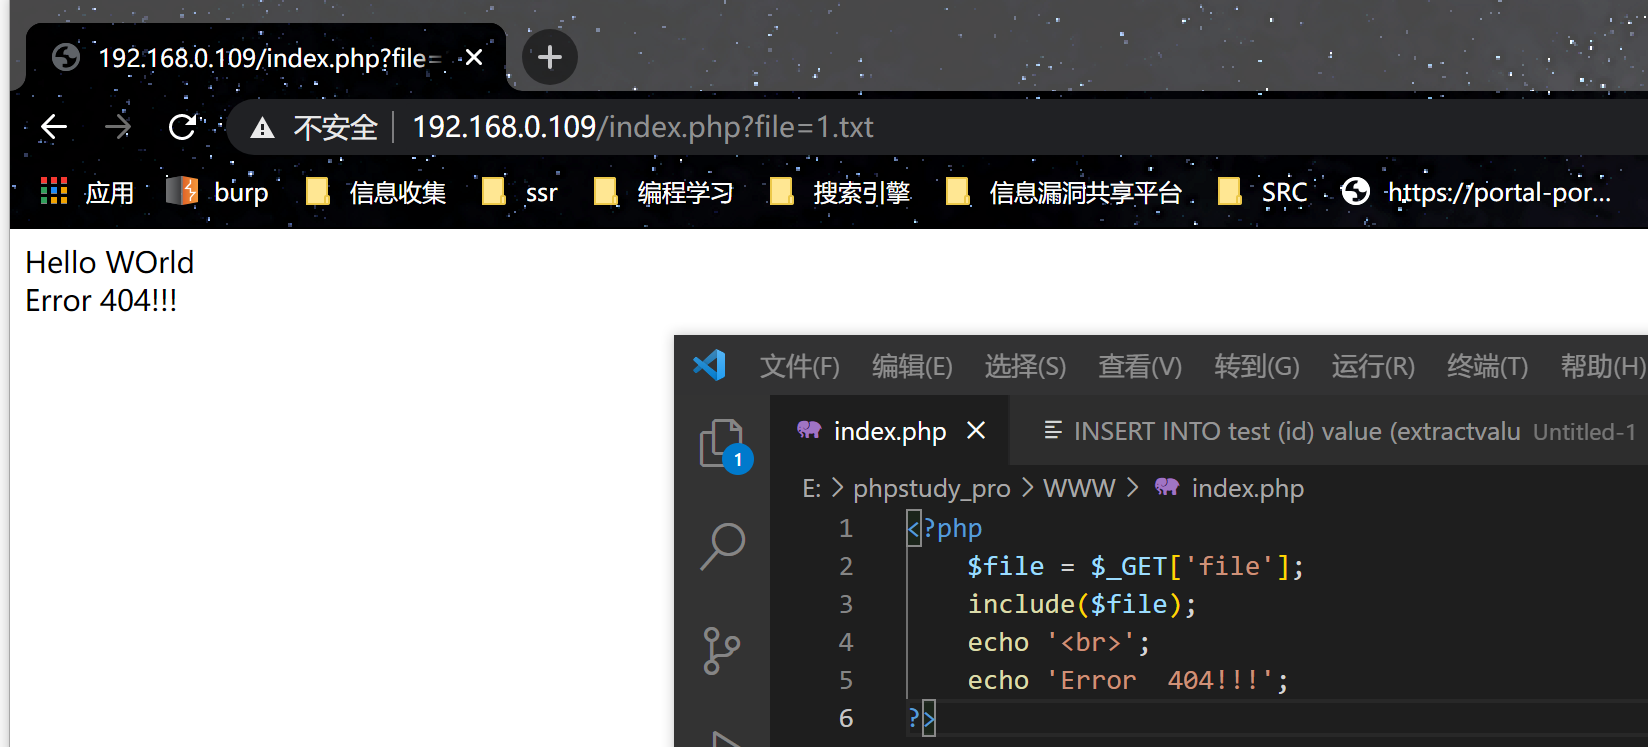 192.168.0.109/index.php?file=
不安全 192.168.0.109/index.php?file=1.txt
应用 burp 信息收集 ssr 编程学习 搜索引擎 信息漏洞共享平台 SRC https://portal-por...
Hello WOrld
Error 404!!!
文件(F) 编辑(E) 选择(S) 查看(V) 转到(G) 运行(R) 终端(T) 帮助(H)
index.php INSERT INTO test (id) value (extractvalu Untitled-1
1
E: > phpstudy_pro > WWW > index.php
1 <?php
2 $file = $_GET['file'];
3 include($file);
4 echo '<br>';
5 echo 'Error  404!!!';
6 ?>